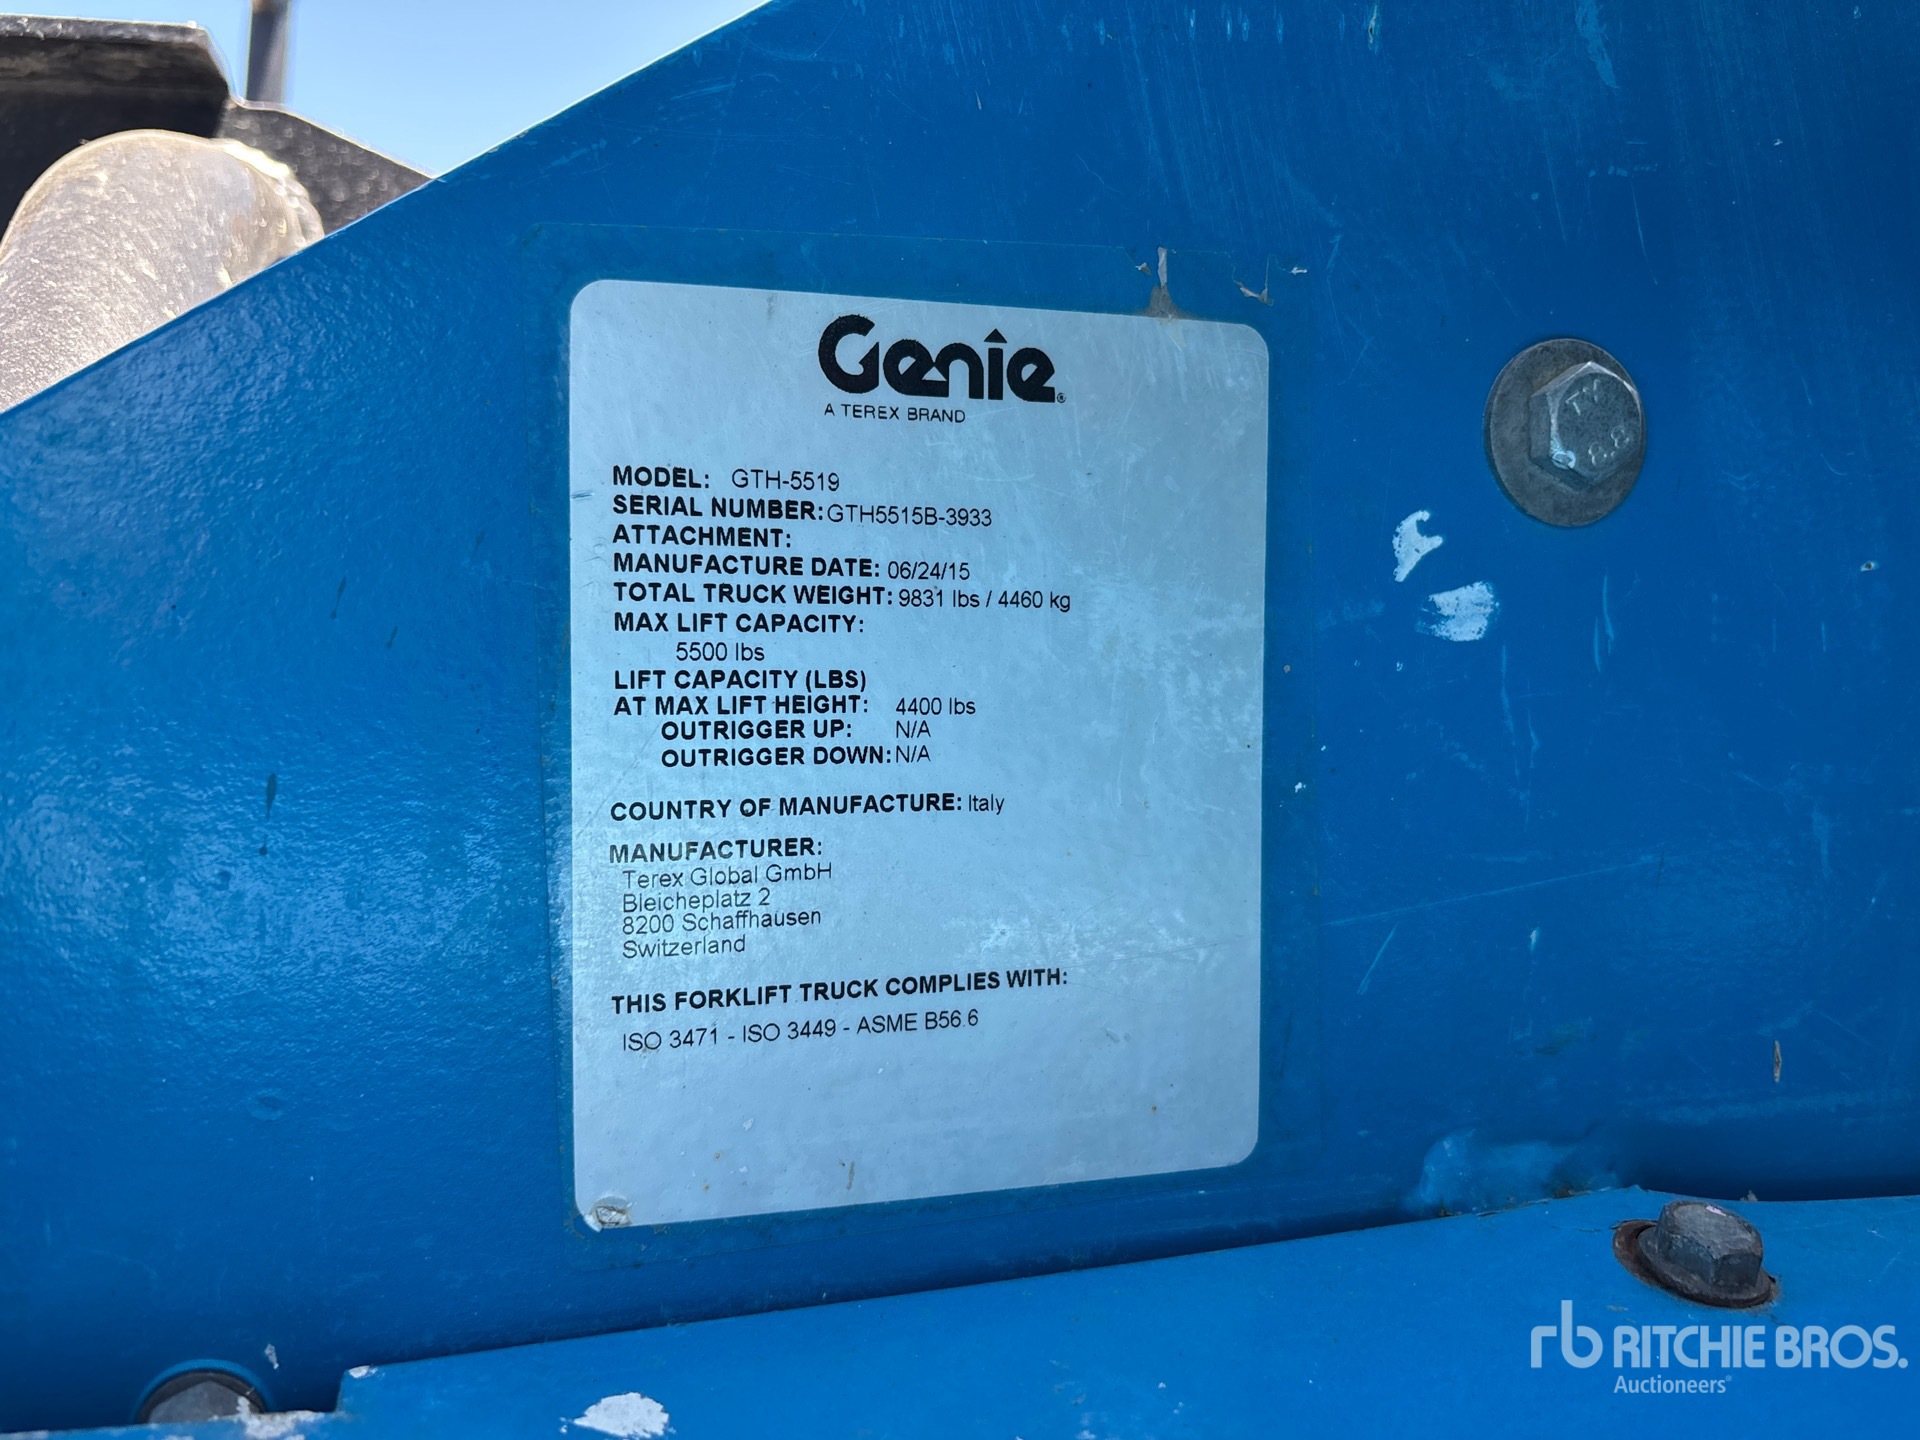 Genie®
A TEREX BRAND
MODEL: GTH-5519
SERIAL NUMBER: GTH5515B-3933
ATTACHMENT:
MANUFACTURE DATE: 06/24/15
TOTAL TRUCK WEIGHT: 9831 lbs / 4460 kg
MAX LIFT CAPACITY:
5500 lbs
LIFT CAPACITY (LBS)
AT MAX LIFT HEIGHT: 4400 lbs
OUTRIGGER UP: N/A
OUTRIGGER DOWN: N/A
COUNTRY OF MANUFACTURE: Italy
MANUFACTURER:
Terex Global GmbH
Bleicheplatz 2
8200 Schaffhausen
Switzerland
THIS FORKLIFT TRUCK COMPLIES WITH:
ISO 3471 - ISO 3449 - ASME B56.6
rb RITCHIE BROS.
Auctioneers®